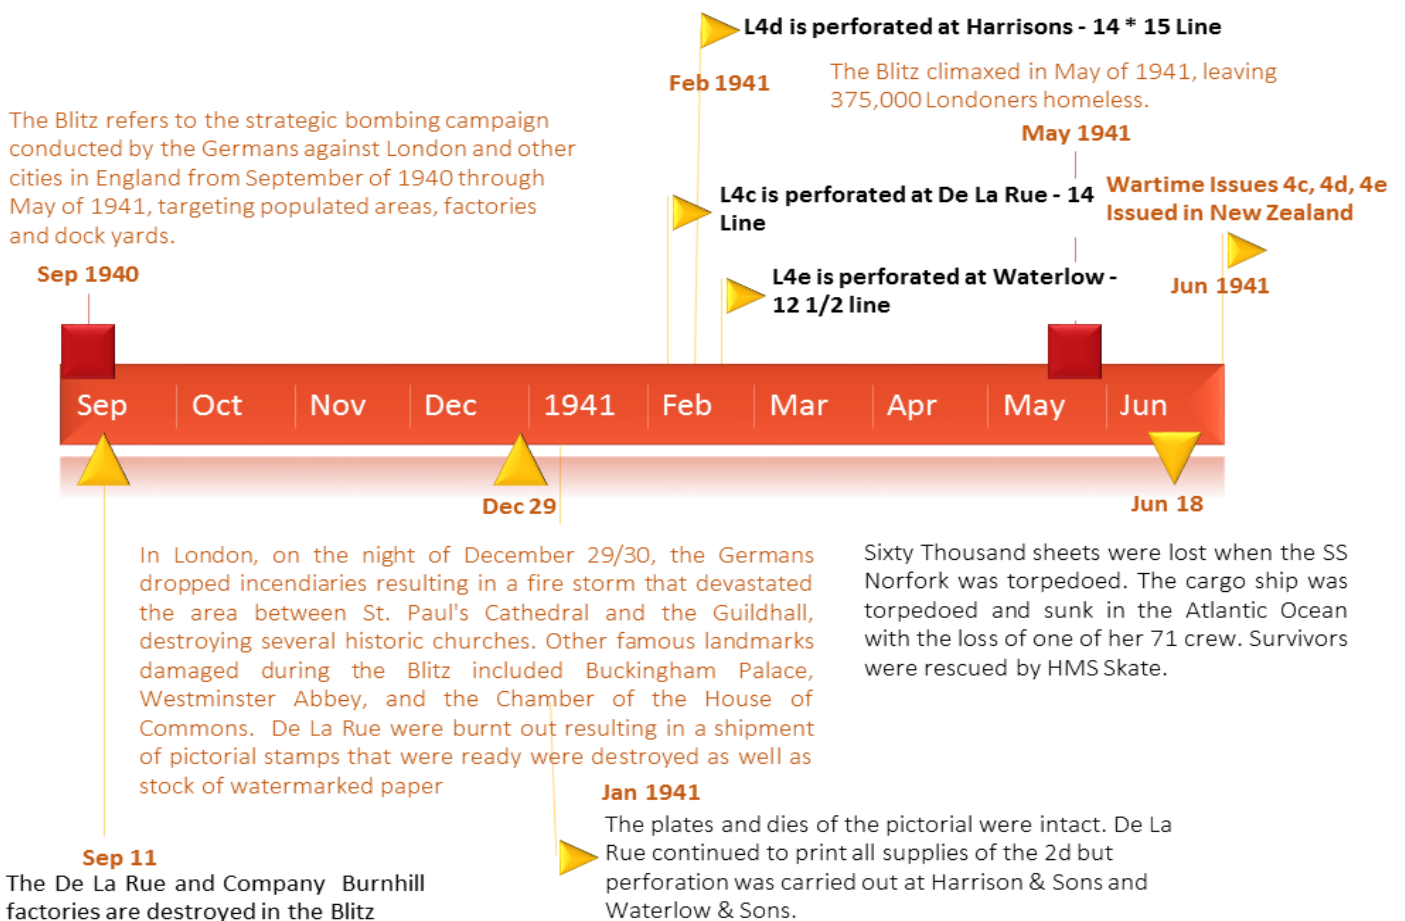 L4d is perforated at Harrisons - 14 * 15 Line
Feb 1941
The Blitz climaxed in May of 1941, leaving
375,000 Londoners homeless.
May 1941
The Blitz refers to the strategic bombing campaign
conducted by the Germans against London and other
cities in England from September of 1940 through
May of 1941, targeting populated areas, factories
and dock yards.
Sep 1940
L4c is perforated at De La Rue - 14
Line
Wartime Issues 4c, 4d, 4e
Issued in New Zealand
Jun 1941
L4e is perforated at Waterlow -
12 1/2 line
Sep Oct Nov Dec 1941 Feb Mar Apr May Jun
Dec 29
Jun 18
In London, on the night of December 29/30, the Germans
dropped incendiaries resulting in a fire storm that devastated
the area between St. Paul's Cathedral and the Guildhall,
destroying several historic churches. Other famous landmarks
damaged during the Blitz included Buckingham Palace,
Westminster Abbey, and the Chamber of the House of
Commons. De La Rue were burnt out resulting in a shipment
of pictorial stamps that were ready were destroyed as well as
stock of watermarked paper
Sixty Thousand sheets were lost when the SS
Norfork was torpedoed. The cargo ship was
torpedoed and sunk in the Atlantic Ocean
with the loss of one of her 71 crew. Survivors
were rescued by HMS Skate.
Jan 1941
The plates and dies of the pictorial were intact. De La
Rue continued to print all supplies of the 2d but
perforation was carried out at Harrison & Sons and
Waterlow & Sons.
Sep 11
The De La Rue and Company Burnhill
factories are destroyed in the Blitz